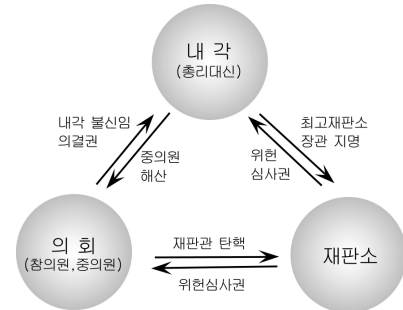 내 각
(총리대신)
내각 불신임
의결권
중의원
해산
최고재판소
장관 지명
위헌
심사권
의 회
(참의원,중의원)
재판관 탄핵
위헌심사권
재판소